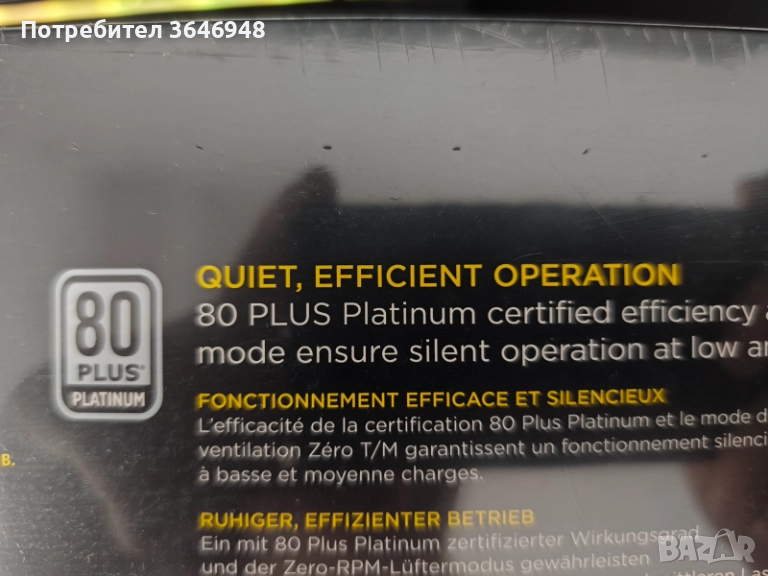 Потребител 3646948
QUIET, EFFICIENT OPERATION
80 PLUS Platinum certified efficiency
mode ensure silent operation at low
80
PLUS
PLATINUM
FONCTIONNEMENT EFFICACE ET SILENCIEUX
L'efficacité de la certification 80 Plus Platinum et le mode
ventilation Zéro T/M garantissent un fonctionnement
à basse et moyenne charges.
B.
RUHIGER, EFFIZIENTER BETRIEB
Ein mit 80 Plus Platinum zertifizierter Wirkungsgrad
und der Zero-RPM-Lüftermodus gewährleisten
BAZAR